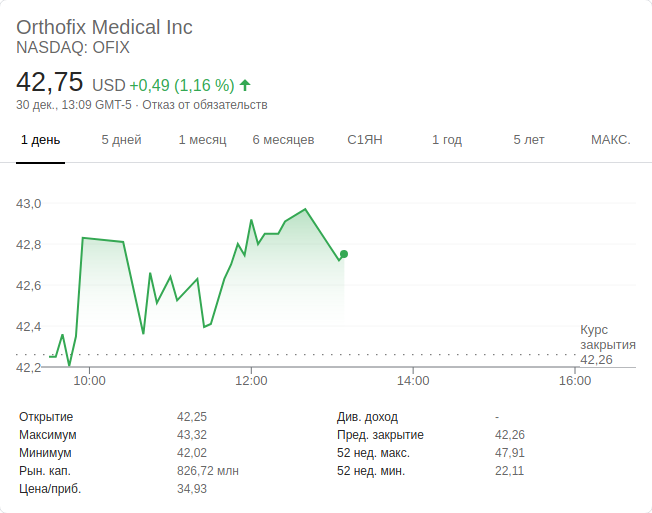 Orthofix Medical Inc
NASDAQ: OFIX
42,75 USD +0,49 (1,16 %)
30 дек., 13:09 GMT-5 · Отказ от обязательств
1 день 5 дней 1 месяц 6 месяцев С1ЯН 1 год 5 лет МАКС.
43,0
42,8
42,6
42,4
42,2
Курс
закрытия
42,26
10:00 12:00 14:00 16:00
Открытие 42,25
Максимум 43,32
Минимум 42,02
Рын. кап. 826,72 млн
Цена/приб. 34,93
Див. доход -
Пред. закрытие 42,26
52 нед. макс. 47,91
52 нед. мин. 22,11